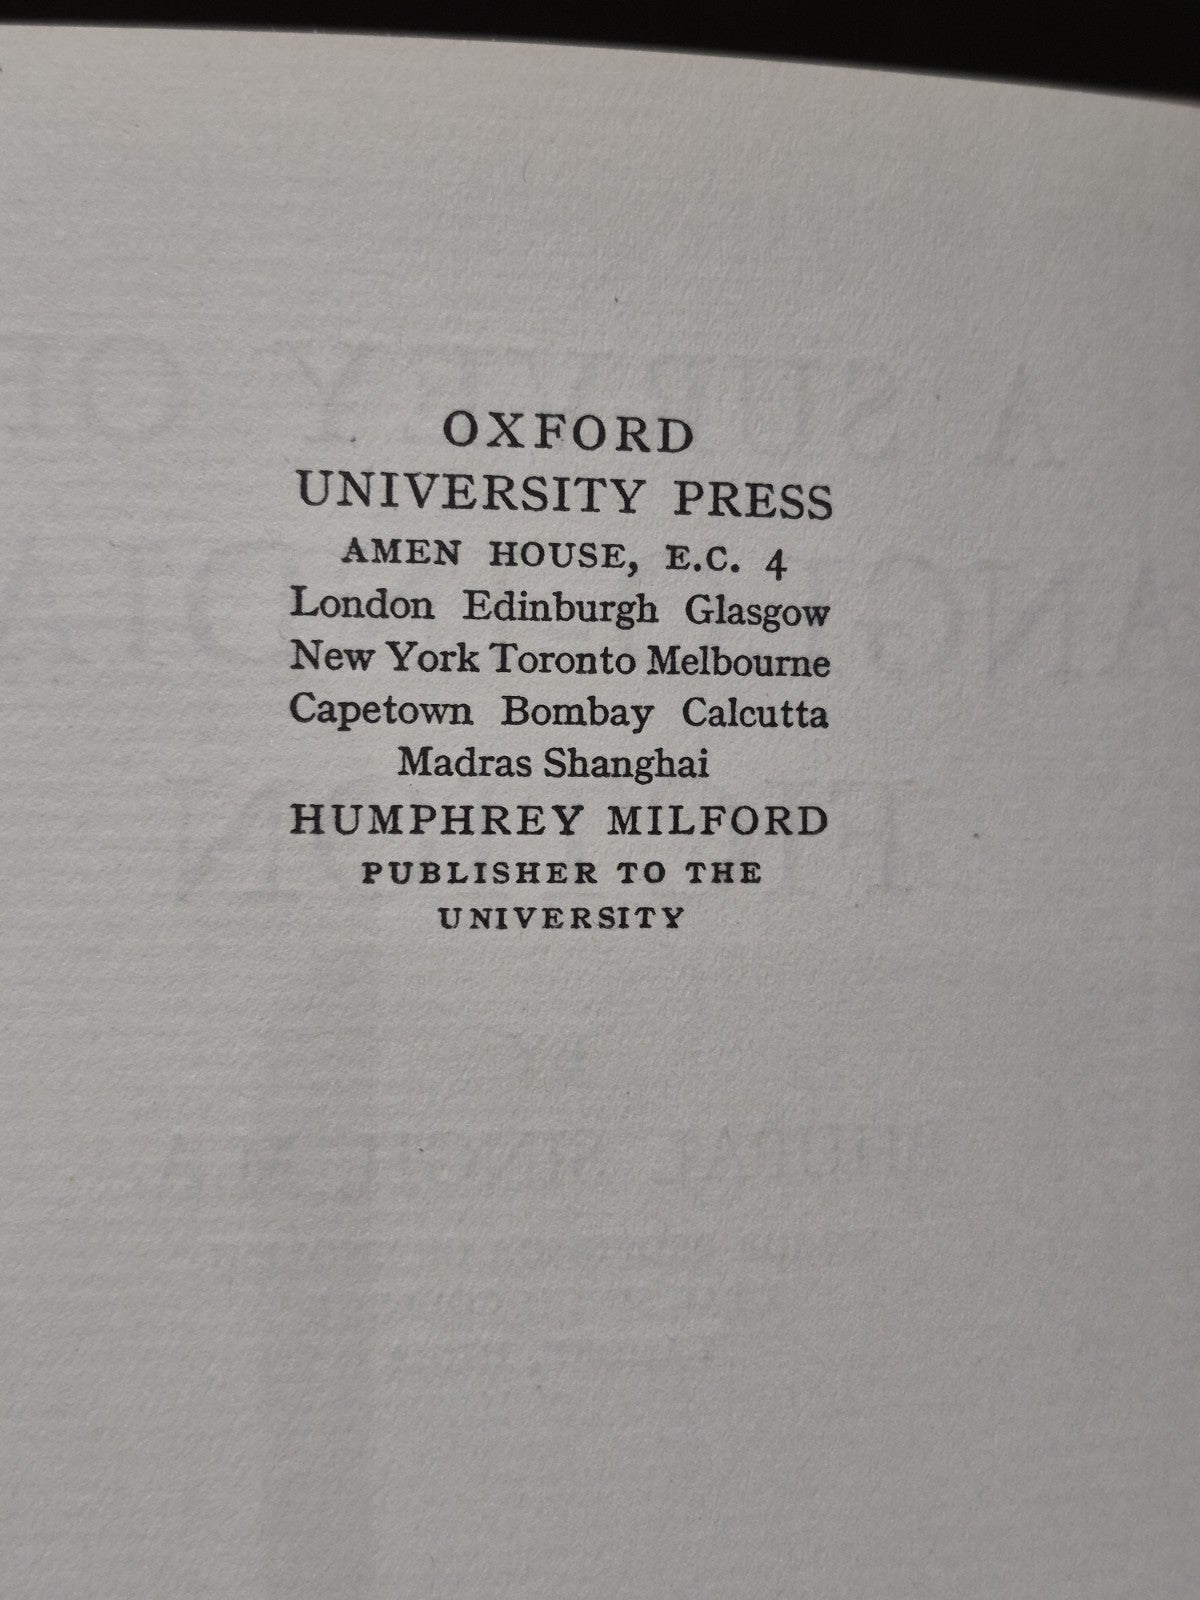 OXFORD
UNIVERSITY PRESS
AMEN HOUSE, E.C. 4
London Edinburgh Glasgow
New York Toronto Melbourne
Capetown Bombay Calcutta
Madras Shanghai
HUMPHREY MILFORD
PUBLISHER TO THE
UNIVERSITY